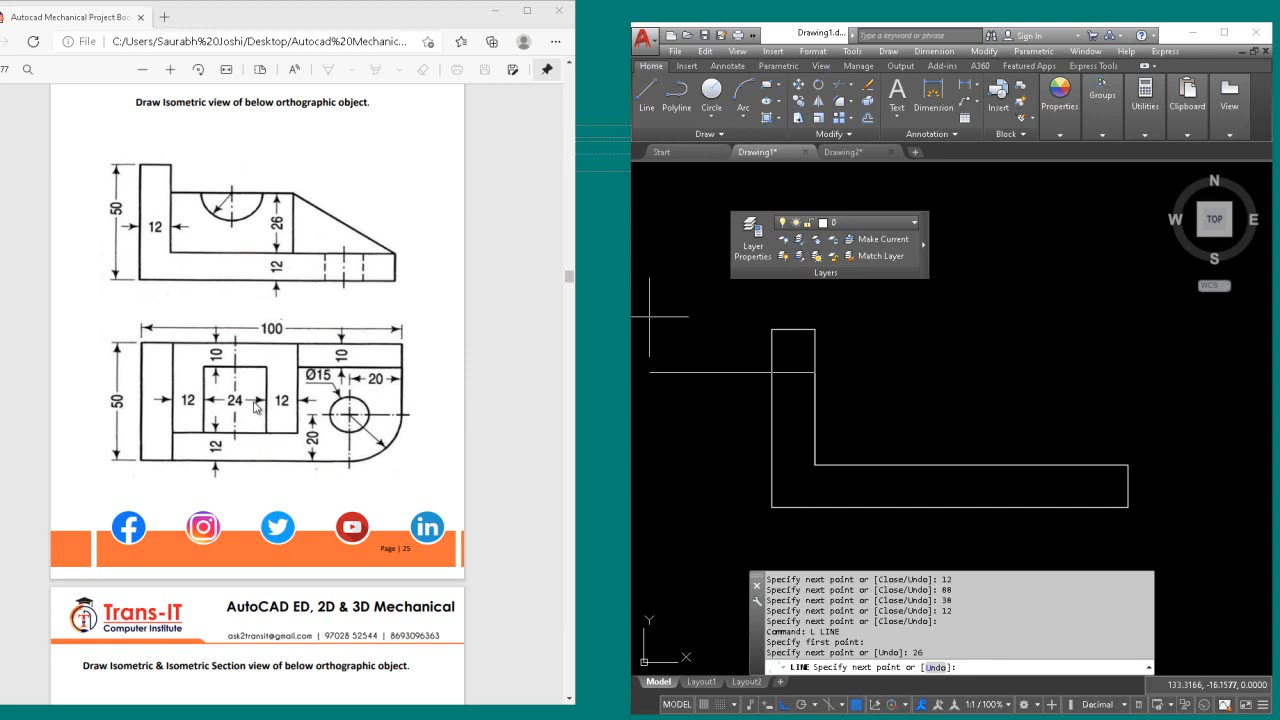 Autocad Mechanical Project Boo
File
C:/Users/Saurabh%20Joshi/Desktop/Autcad%20Mechanic...
77
Draw Isometric view of below orthographic object.
50
12
26
12
100
50
10
10
Ø15
20
12
24
12
20
12
Page | 25
Trans-IT
Computer Institute
AutoCAD ED, 2D & 3D Mechanical
ask2transit@gmail.com | 97028 52544 | 8693096363
Draw Isometric & Isometric Section view of below orthographic object.
Drawing1.d...
Type a keyword or phrase
Sign In
File Edit View Insert Format Tools Draw Dimension Modify Parametric Window Help Express
Home Insert Annotate Parametric View Manage Output Add-ins A360 Featured Apps Express Tools
Line Polyline Circle Arc
Text Dimension
Insert
Properties
Groups
Utilities
Clipboard
View
Draw
Modify
Annotation
Block
Start
Drawing1*
Drawing2*
0
Layer
Properties
Make Current
Match Layer
Layers
N
W
TOP
E
S
WCS
Specify next point or [Close/Undo]: 12
Specify next point or [Close/Undo]: 88
Specify next point or [Close/Undo]: 38
Specify next point or [Close/Undo]: 12
Specify next point or [Close/Undo]:
Command: L LINE
Specify first point:
Specify next point or [Undo]: 26
LINE Specify next point or [Undo]:
Y
X
Model Layout1 Layout2
133.3166, -16.1577, 0.0000
MODEL
1:1 / 100%
Decimal